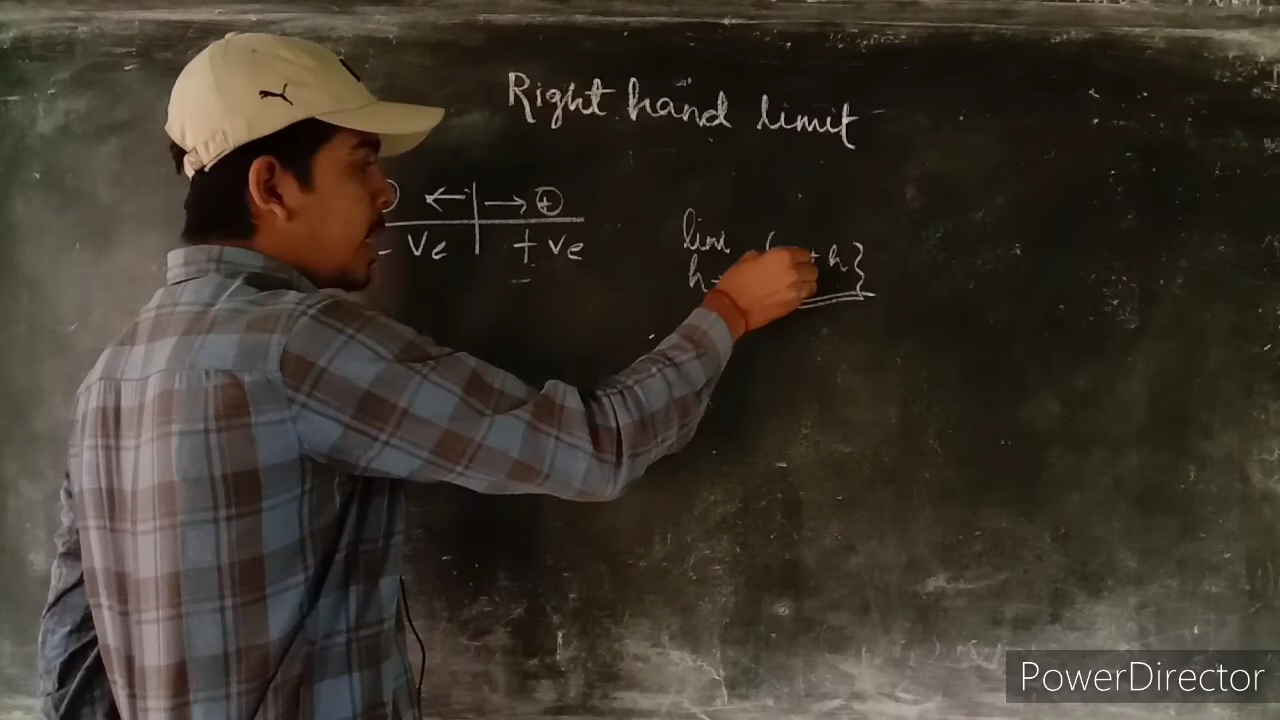 Right hand limit
← | → ⊕
- ve | + ve
lim { + h}
h
PowerDirector